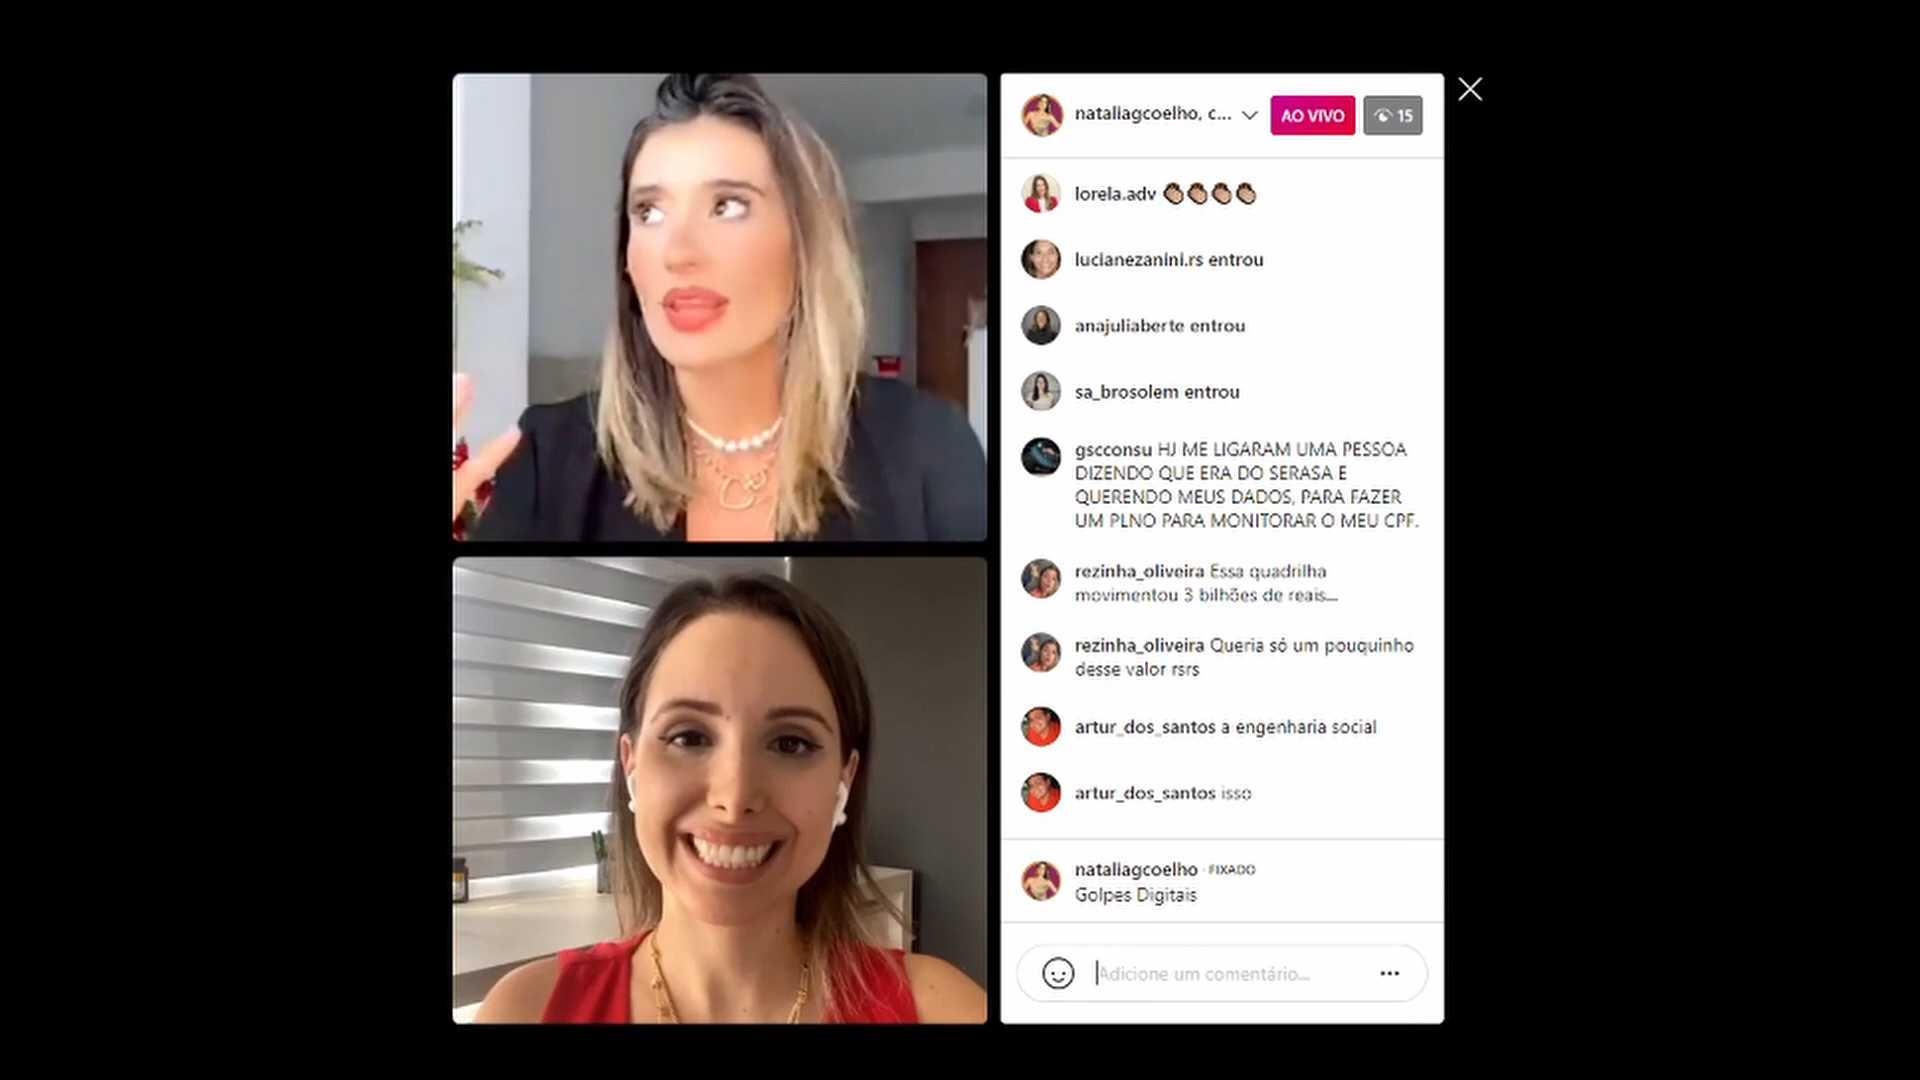 nataliagcoelho, c...
AO VIVO
15
lorela.adv
lucianezanini.rs entrou
anajuliaberte entrou
sa_brosolem entrou
gscconsu HJ ME LIGARAM UMA PESSOA
DIZENDO QUE ERA DO SERASA E
QUERENDO MEUS DADOS, PARA FAZER
UM PLNO PARA MONITORAR O MEU CPF.
rezinha_oliveira Essa quadrilha
movimentou 3 bilhões de reais...
rezinha_oliveira Queria só um pouquinho
desse valor rsrs
artur_dos_santos a engenharia social
artur_dos_santos isso
nataliagcoelho · FIXADO
Golpes Digitais
Adicione um comentário...